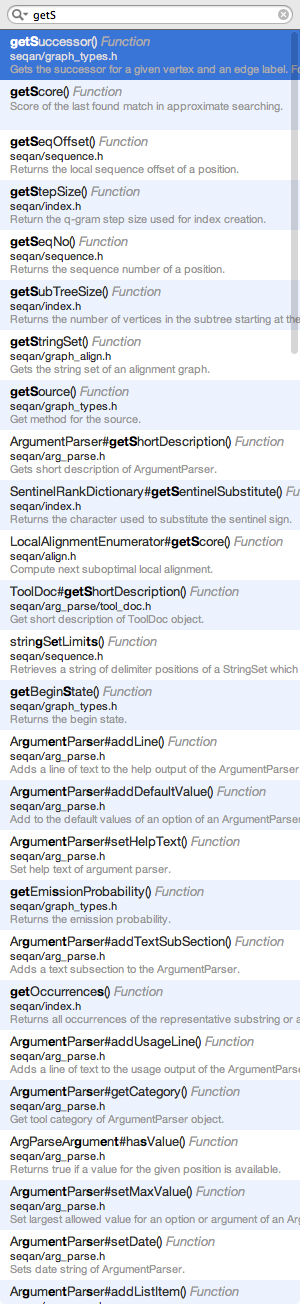 getS
getSuccessor() Function
seqan/graph_types.h
Gets the successor for a given vertex and an edge label. Fo
getScore() Function
Score of the last found match in approximate searching.
getSeqOffset() Function
seqan/sequence.h
Returns the local sequence offset of a position.
getStepSize() Function
seqan/index.h
Return the q-gram step size used for index creation.
getSeqNo() Function
seqan/sequence.h
Returns the sequence number of a position.
getSubTreeSize() Function
seqan/index.h
Returns the number of vertices in the subtree starting at the
getStringSet() Function
seqan/graph_align.h
Gets the string set of an alignment graph.
getSource() Function
seqan/graph_types.h
Get method for the source.
ArgumentParser#getShortDescription() Function
seqan/arg_parse.h
Gets short description of ArgumentParser.
SentinelRankDictionary#getSentinelSubstitute() Fu
seqan/index.h
Returns the character used to substitute the sentinel sign.
LocalAlignmentEnumerator#getScore() Function
seqan/align.h
Compute next suboptimal local alignment.
ToolDoc#getShortDescription() Function
seqan/arg_parse/tool_doc.h
Get short description of ToolDoc object.
stringSetLimits() Function
seqan/sequence.h
Retrieves a string of delimiter positions of a StringSet which
getBeginState() Function
seqan/graph_types.h
Returns the begin state.
ArgumentParser#addLine() Function
seqan/arg_parse.h
Adds a line of text to the help output of the ArgumentParser
ArgumentParser#addDefaultValue() Function
seqan/arg_parse.h
Add to the default values of an option of an ArgumentParser
ArgumentParser#setHelpText() Function
seqan/arg_parse.h
Set help text of argument parser.
getEmissionProbability() Function
seqan/graph_types.h
Returns the emission probability.
ArgumentParser#addTextSubSection() Function
seqan/arg_parse.h
Adds a text subsection to the ArgumentParser.
getOccurrences() Function
seqan/index.h
Returns all occurrences of the representative substring or a
ArgumentParser#addUsageLine() Function
seqan/arg_parse.h
Adds a line of text to the usage output of the ArgumentParse
ArgumentParser#getCategory() Function
seqan/arg_parse.h
Get tool category of ArgumentParser object.
ArgParseArgument#hasValue() Function
seqan/arg_parse.h
Returns true if a value for the given position is available.
ArgumentParser#setMaxValue() Function
seqan/arg_parse.h
Set largest allowed value for an option or argument of an Arg
ArgumentParser#setDate() Function
seqan/arg_parse.h
Sets date string of ArgumentParser.
ArgumentParser#addListItem() Function
seqan/arg_parse.h